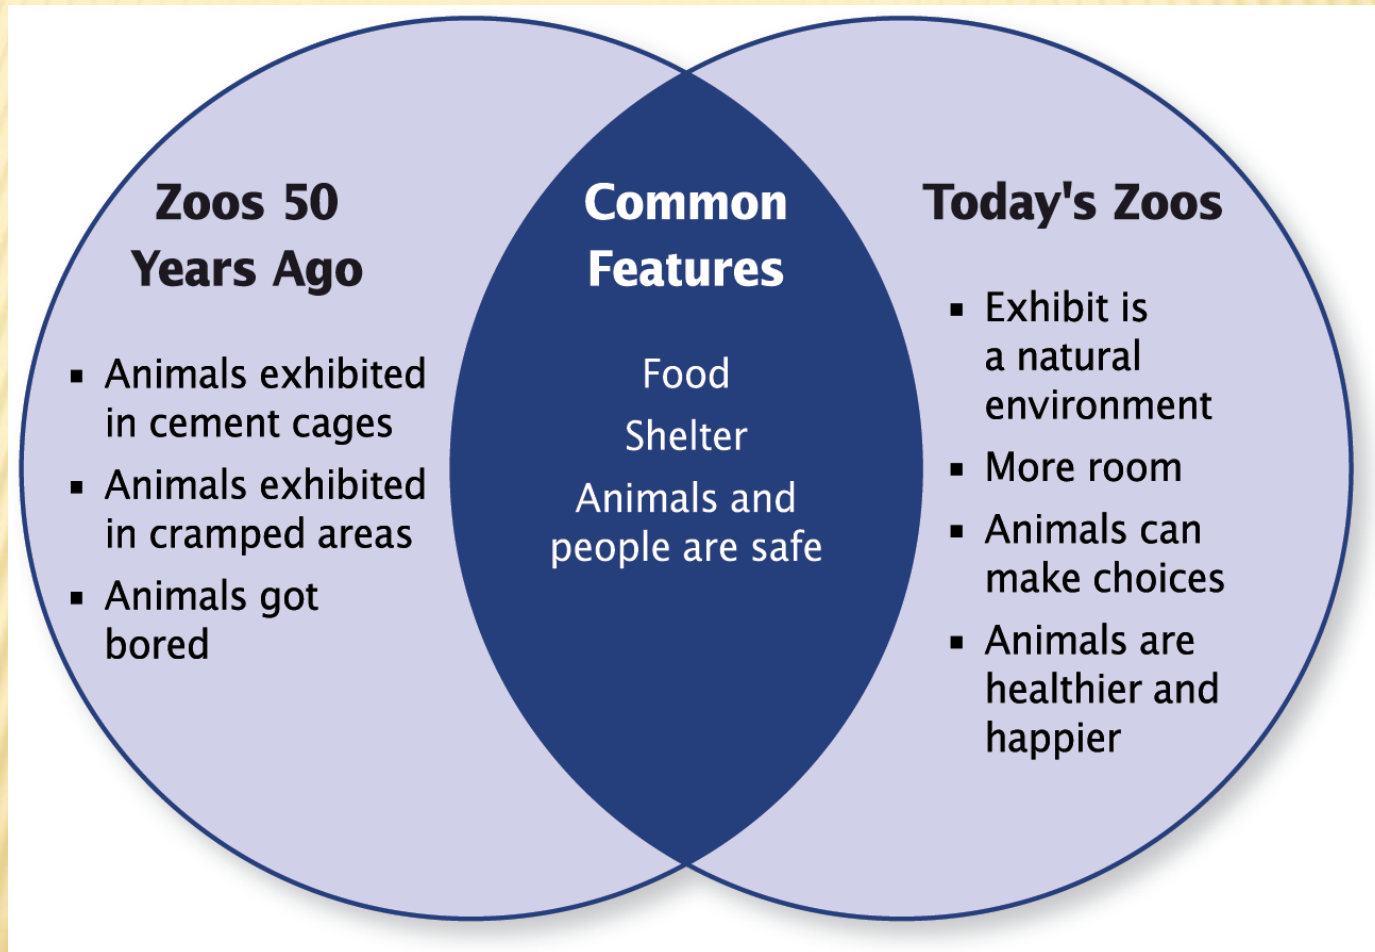 Zoos 50
Years Ago
▪ Animals exhibited
in cement cages
▪ Animals exhibited
in cramped areas
▪ Animals got
bored
Common
Features
Food
Shelter
Animals and
people are safe
Today's Zoos
▪ Exhibit is
a natural
environment
▪ More room
▪ Animals can
make choices
▪ Animals are
healthier and
happier